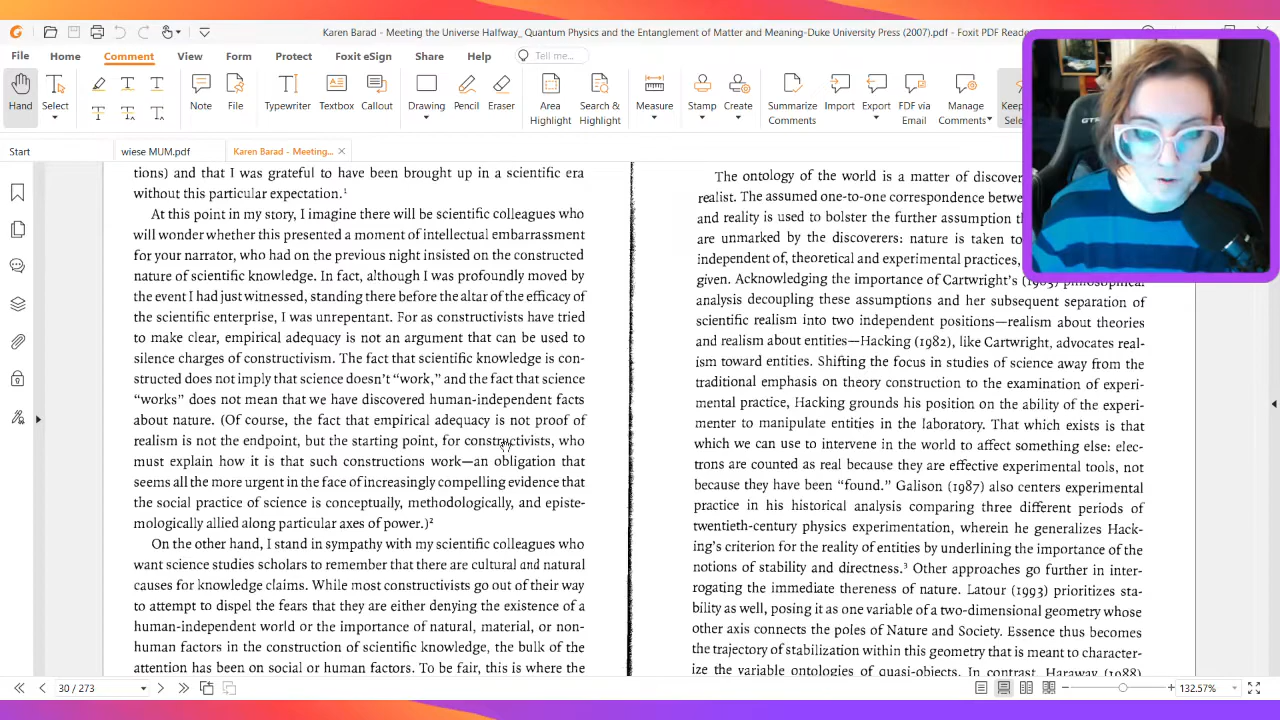 Karen Barad - Meeting the Universe Halfway_ Quantum Physics and the Entanglement of Matter and Meaning-Duke University Press (2007).pdf - Foxit PDF Reader
File Home Comment View Form Protect Foxit eSign Share Help Tell me...
Hand Select Note File Typewriter Textbox Callout Drawing Pencil Eraser Area Highlight Search & Highlight Measure Stamp Create Summarize Comments Import Export FDF via Email Manage Comments Keep
Start wiese MUM.pdf Karen Barad - Meeting...
tions) and that I was grateful to have been brought up in a scientific era
without this particular expectation.¹
At this point in my story, I imagine there will be scientific colleagues who
will wonder whether this presented a moment of intellectual embarrassment
for your narrator, who had on the previous night insisted on the constructed
nature of scientific knowledge. In fact, although I was profoundly moved by
the event I had just witnessed, standing there before the altar of the efficacy of
the scientific enterprise, I was unrepentant. For as constructivists have tried
to make clear, empirical adequacy is not an argument that can be used to
silence charges of constructivism. The fact that scientific knowledge is con-
structed does not imply that science doesn't “work,” and the fact that science
“works” does not mean that we have discovered human-independent facts
about nature. (Of course, the fact that empirical adequacy is not proof of
realism is not the endpoint, but the starting point, for constructivists, who
must explain how it is that such constructions work—an obligation that
seems all the more urgent in the face of increasingly compelling evidence that
the social practice of science is conceptually, methodologically, and episte-
mologically allied along particular axes of power.)²
On the other hand, I stand in sympathy with my scientific colleagues who
want science studies scholars to remember that there are cultural and natural
causes for knowledge claims. While most constructivists go out of their way
to attempt to dispel the fears that they are either denying the existence of a
human-independent world or the importance of natural, material, or non-
human factors in the construction of scientific knowledge, the bulk of the
attention has been on social or human factors. To be fair, this is where the
The ontology of the world is a matter of discover
realist. The assumed one-to-one correspondence betwe
and reality is used to bolster the further assumption th
are unmarked by the discoverers: nature is taken to
independent of, theoretical and experimental practices,
given. Acknowledging the importance of Cartwright's (1983) philosophical
analysis decoupling these assumptions and her subsequent separation of
scientific realism into two independent positions—realism about theories
and realism about entities—Hacking (1982), like Cartwright, advocates real-
ism toward entities. Shifting the focus in studies of science away from the
traditional emphasis on theory construction to the examination of experi-
mental practice, Hacking grounds his position on the ability of the experi-
menter to manipulate entities in the laboratory. That which exists is that
which we can use to intervene in the world to affect something else: elec-
trons are counted as real because they are effective experimental tools, not
because they have been “found.” Galison (1987) also centers experimental
practice in his historical analysis comparing three different periods of
twentieth-century physics experimentation, wherein he generalizes Hack-
ing's criterion for the reality of entities by underlining the importance of the
notions of stability and directness.³ Other approaches go further in inter-
rogating the immediate thereness of nature. Latour (1993) prioritizes sta-
bility as well, posing it as one variable of a two-dimensional geometry whose
other axis connects the poles of Nature and Society. Essence thus becomes
the trajectory of stabilization within this geometry that is meant to character-
ize the variable ontologies of quasi-objects. In contrast, Haraway (1988)
30 / 273
132.57%